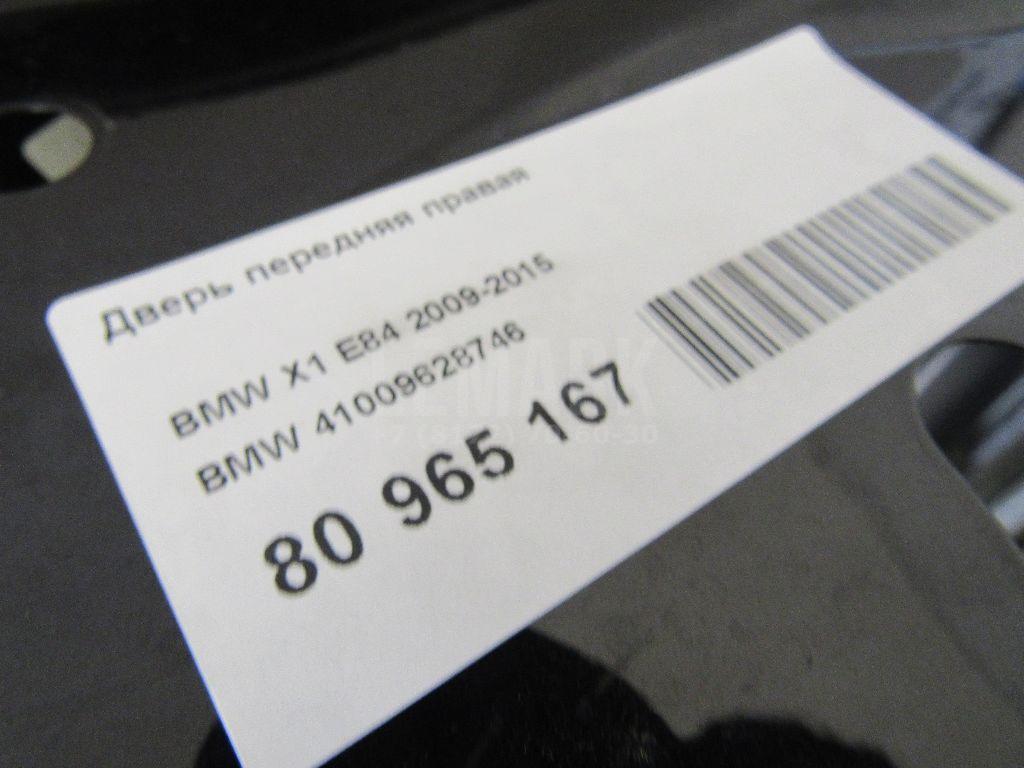 Дверь передняя правая
BMW X1 E84 2009-2015
BMW 41009628746
80 965 167